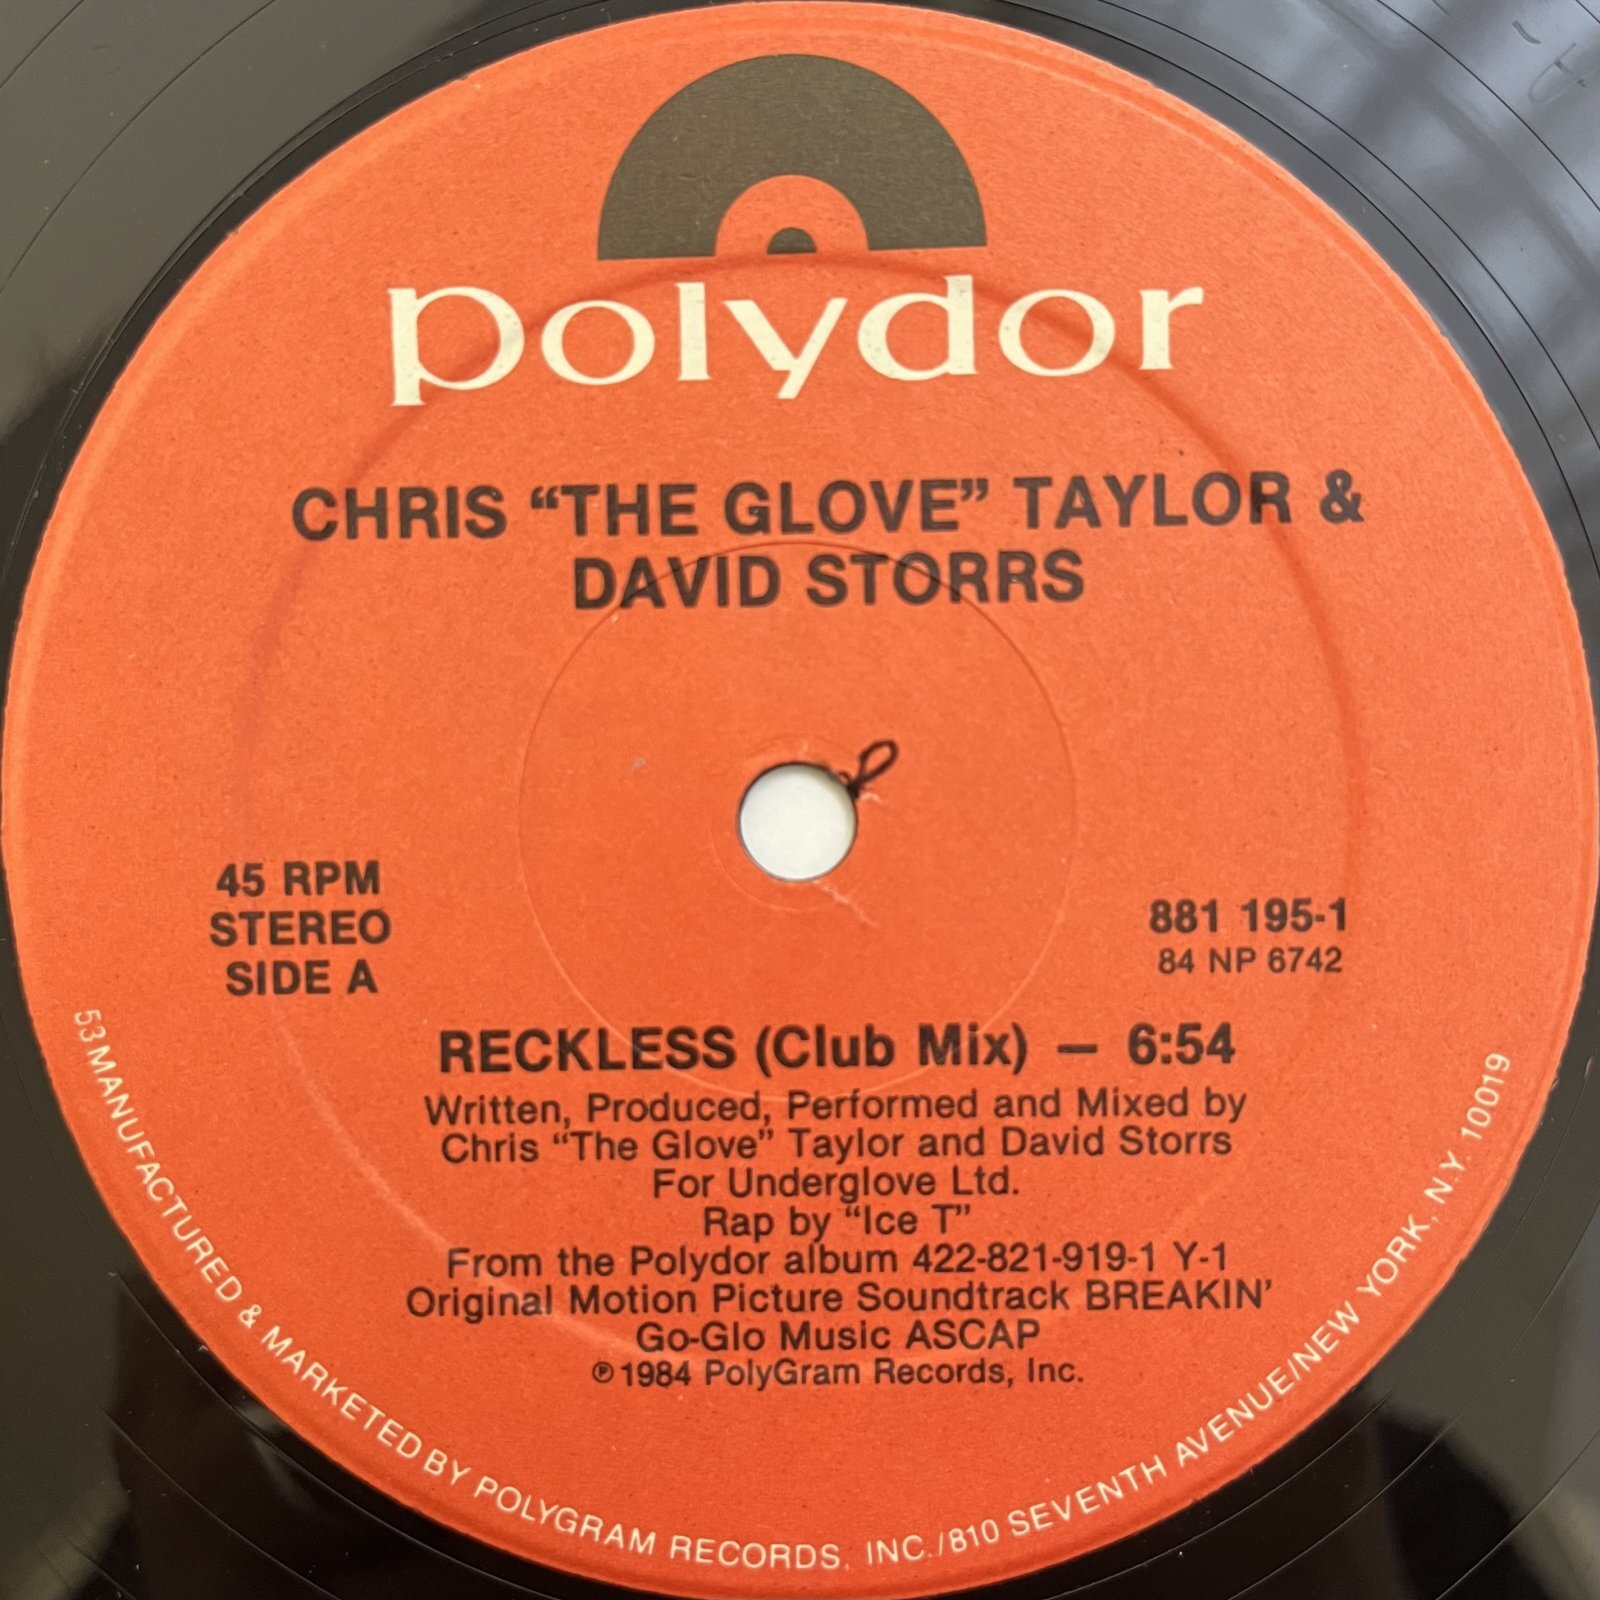 polydor
CHRIS “THE GLOVE” TAYLOR &
DAVID STORRS
45 RPM
STEREO
SIDE A
881 195-1
84 NP 6742
RECKLESS (Club Mix) — 6:54
Written, Produced, Performed and Mixed by
Chris “The Glove” Taylor and David Storrs
For Underglove Ltd.
Rap by “Ice T”
From the Polydor album 422-821-919-1 Y-1
Original Motion Picture Soundtrack BREAKIN’
Go-Glo Music ASCAP
℗ 1984 PolyGram Records, Inc.
53 MANUFACTURED & MARKETED BY POLYGRAM RECORDS, INC./810 SEVENTH AVENUE/NEW YORK, N.Y. 10019